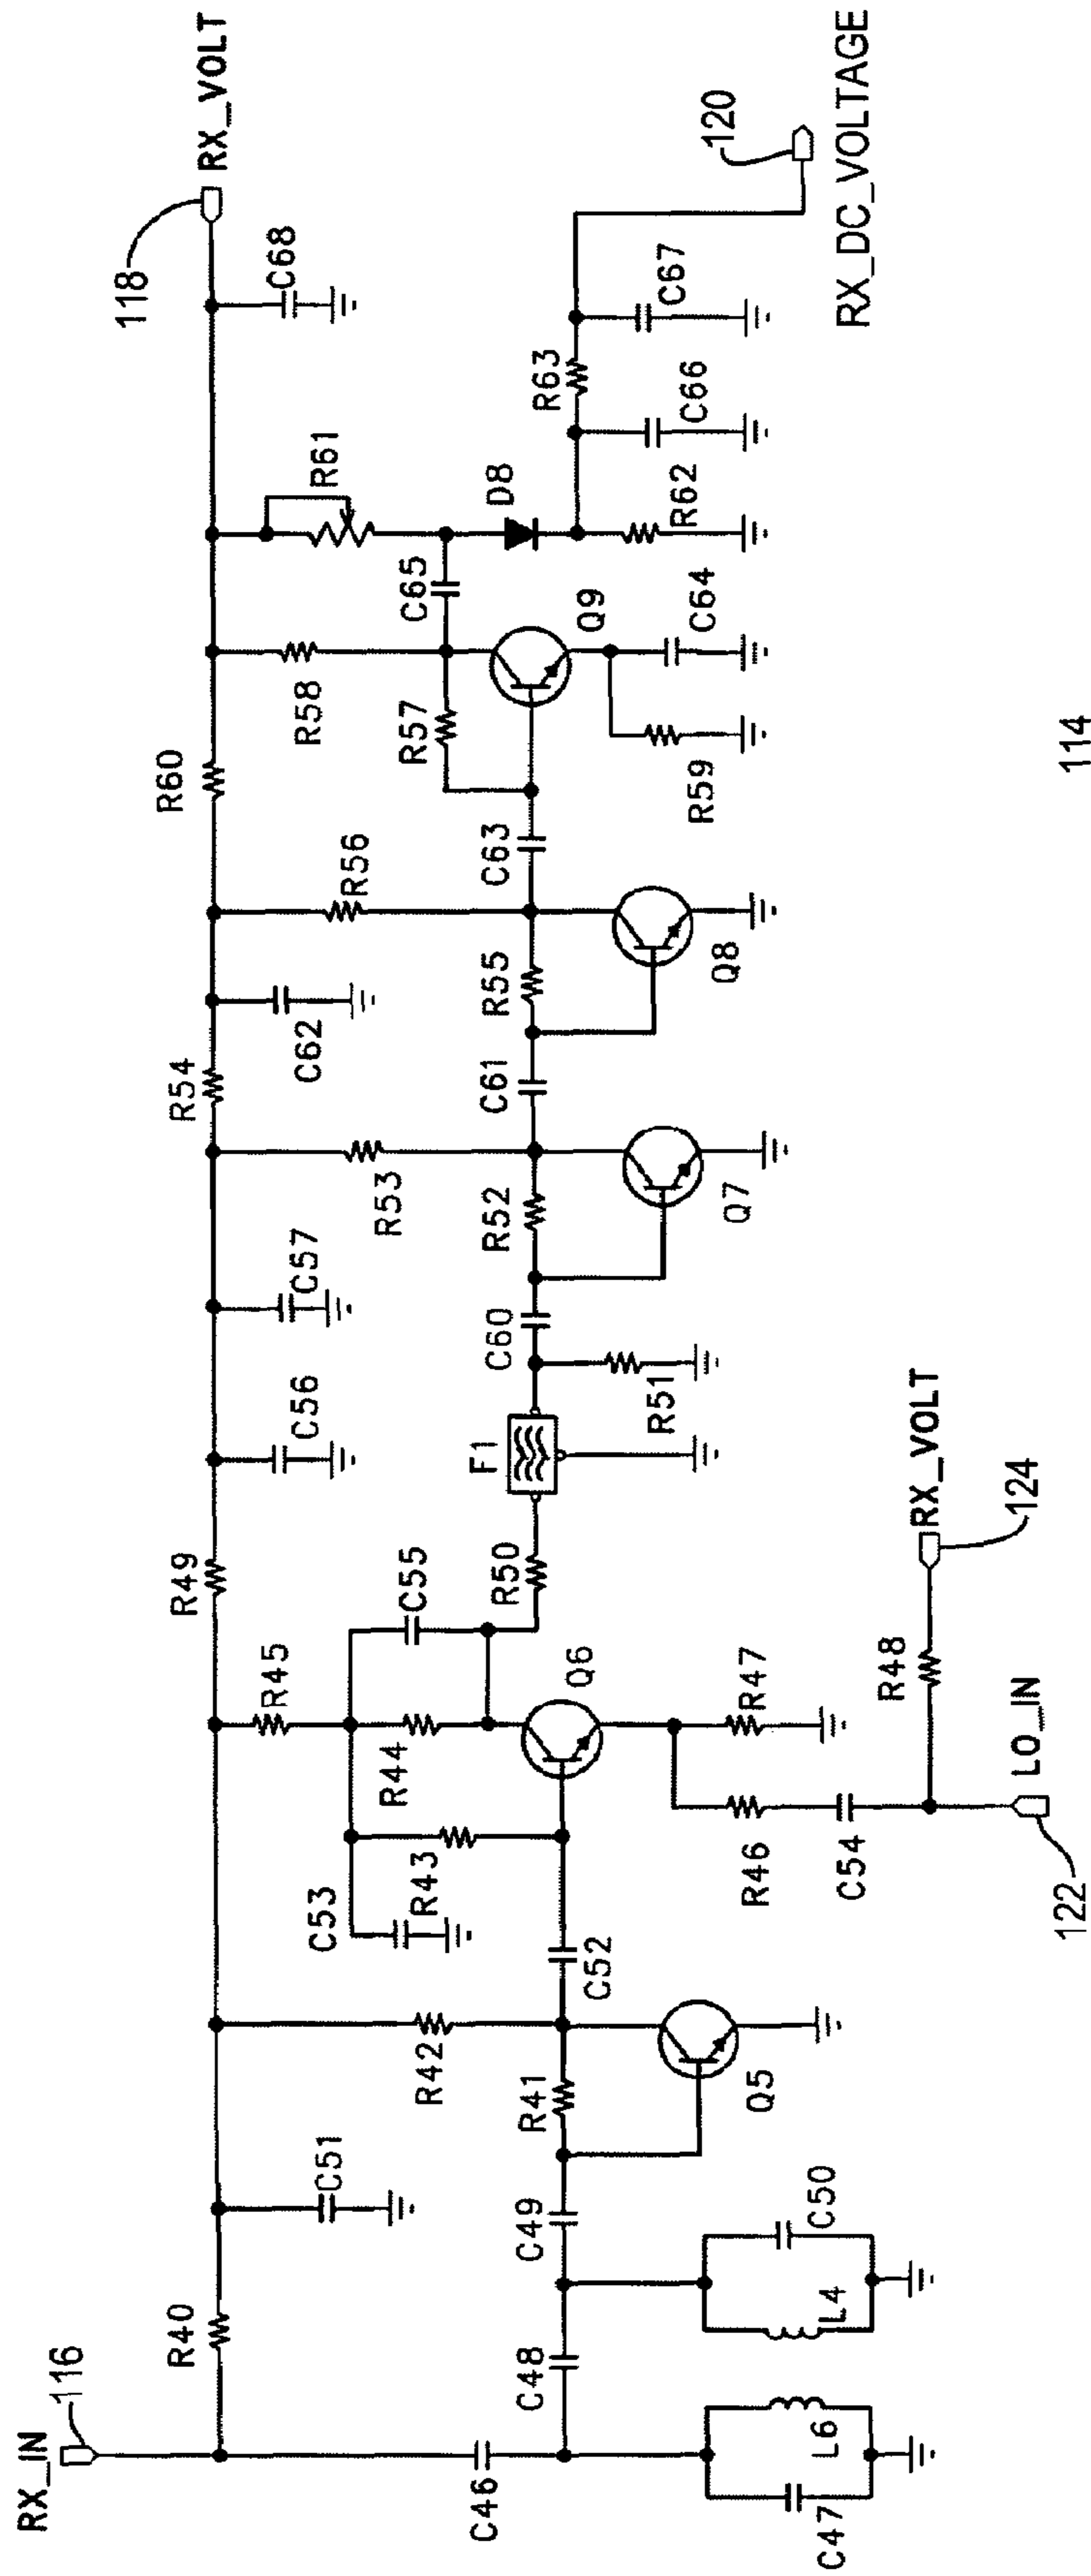 RX_IN
116
R40
C46
C47
L6
C48
L4
C50
C49
C51
R41
R42
Q5
C52
C53
R43
R44
R45
C55
Q6
R46
R47
C54
122
LO_IN
R48
RX_VOLT
124
R49
R50
F1
R51
C56
C57
C60
R52
R53
Q7
R54
C61
C62
R55
R56
Q8
R60
C63
R57
R58
Q9
R59
C64
C65
R61
D8
R62
R63
C66
C67
C68
118
RX_VOLT
120
RX_DC_VOLTAGE
114